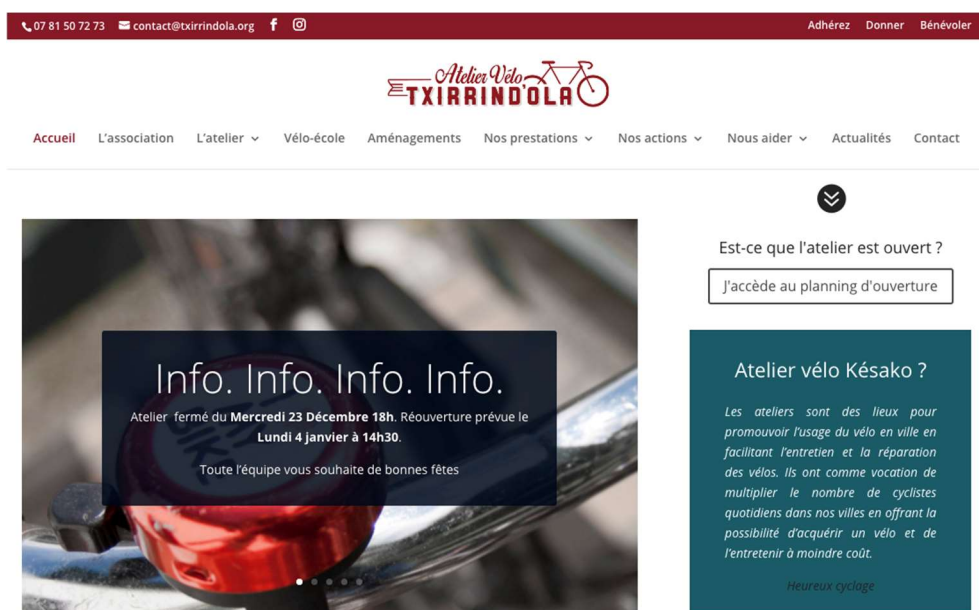 07 81 50 72 73 contact@txirrindola.org
Adhérez Donner Bénévoler
Atelier Vélo
TXIRRIND'OLA
Accueil L'association L'atelier Vélo-école Aménagements Nos prestations Nos actions Nous aider Actualités Contact
Est-ce que l'atelier est ouvert ?
J'accède au planning d'ouverture
Info. Info. Info. Info.
Atelier fermé du Mercredi 23 Décembre 18h. Réouverture prévue le
Lundi 4 janvier à 14h30.
Toute l'équipe vous souhaite de bonnes fêtes
Atelier vélo Késako ?
Les ateliers sont des lieux pour
promouvoir l'usage du vélo en ville en
facilitant l'entretien et la réparation
des vélos. Ils ont comme vocation de
multiplier le nombre de cyclistes
quotidiens dans nos villes en offrant la
possibilité d'acquérir un vélo et de
l'entretenir à moindre coût.
Heureux cyclage